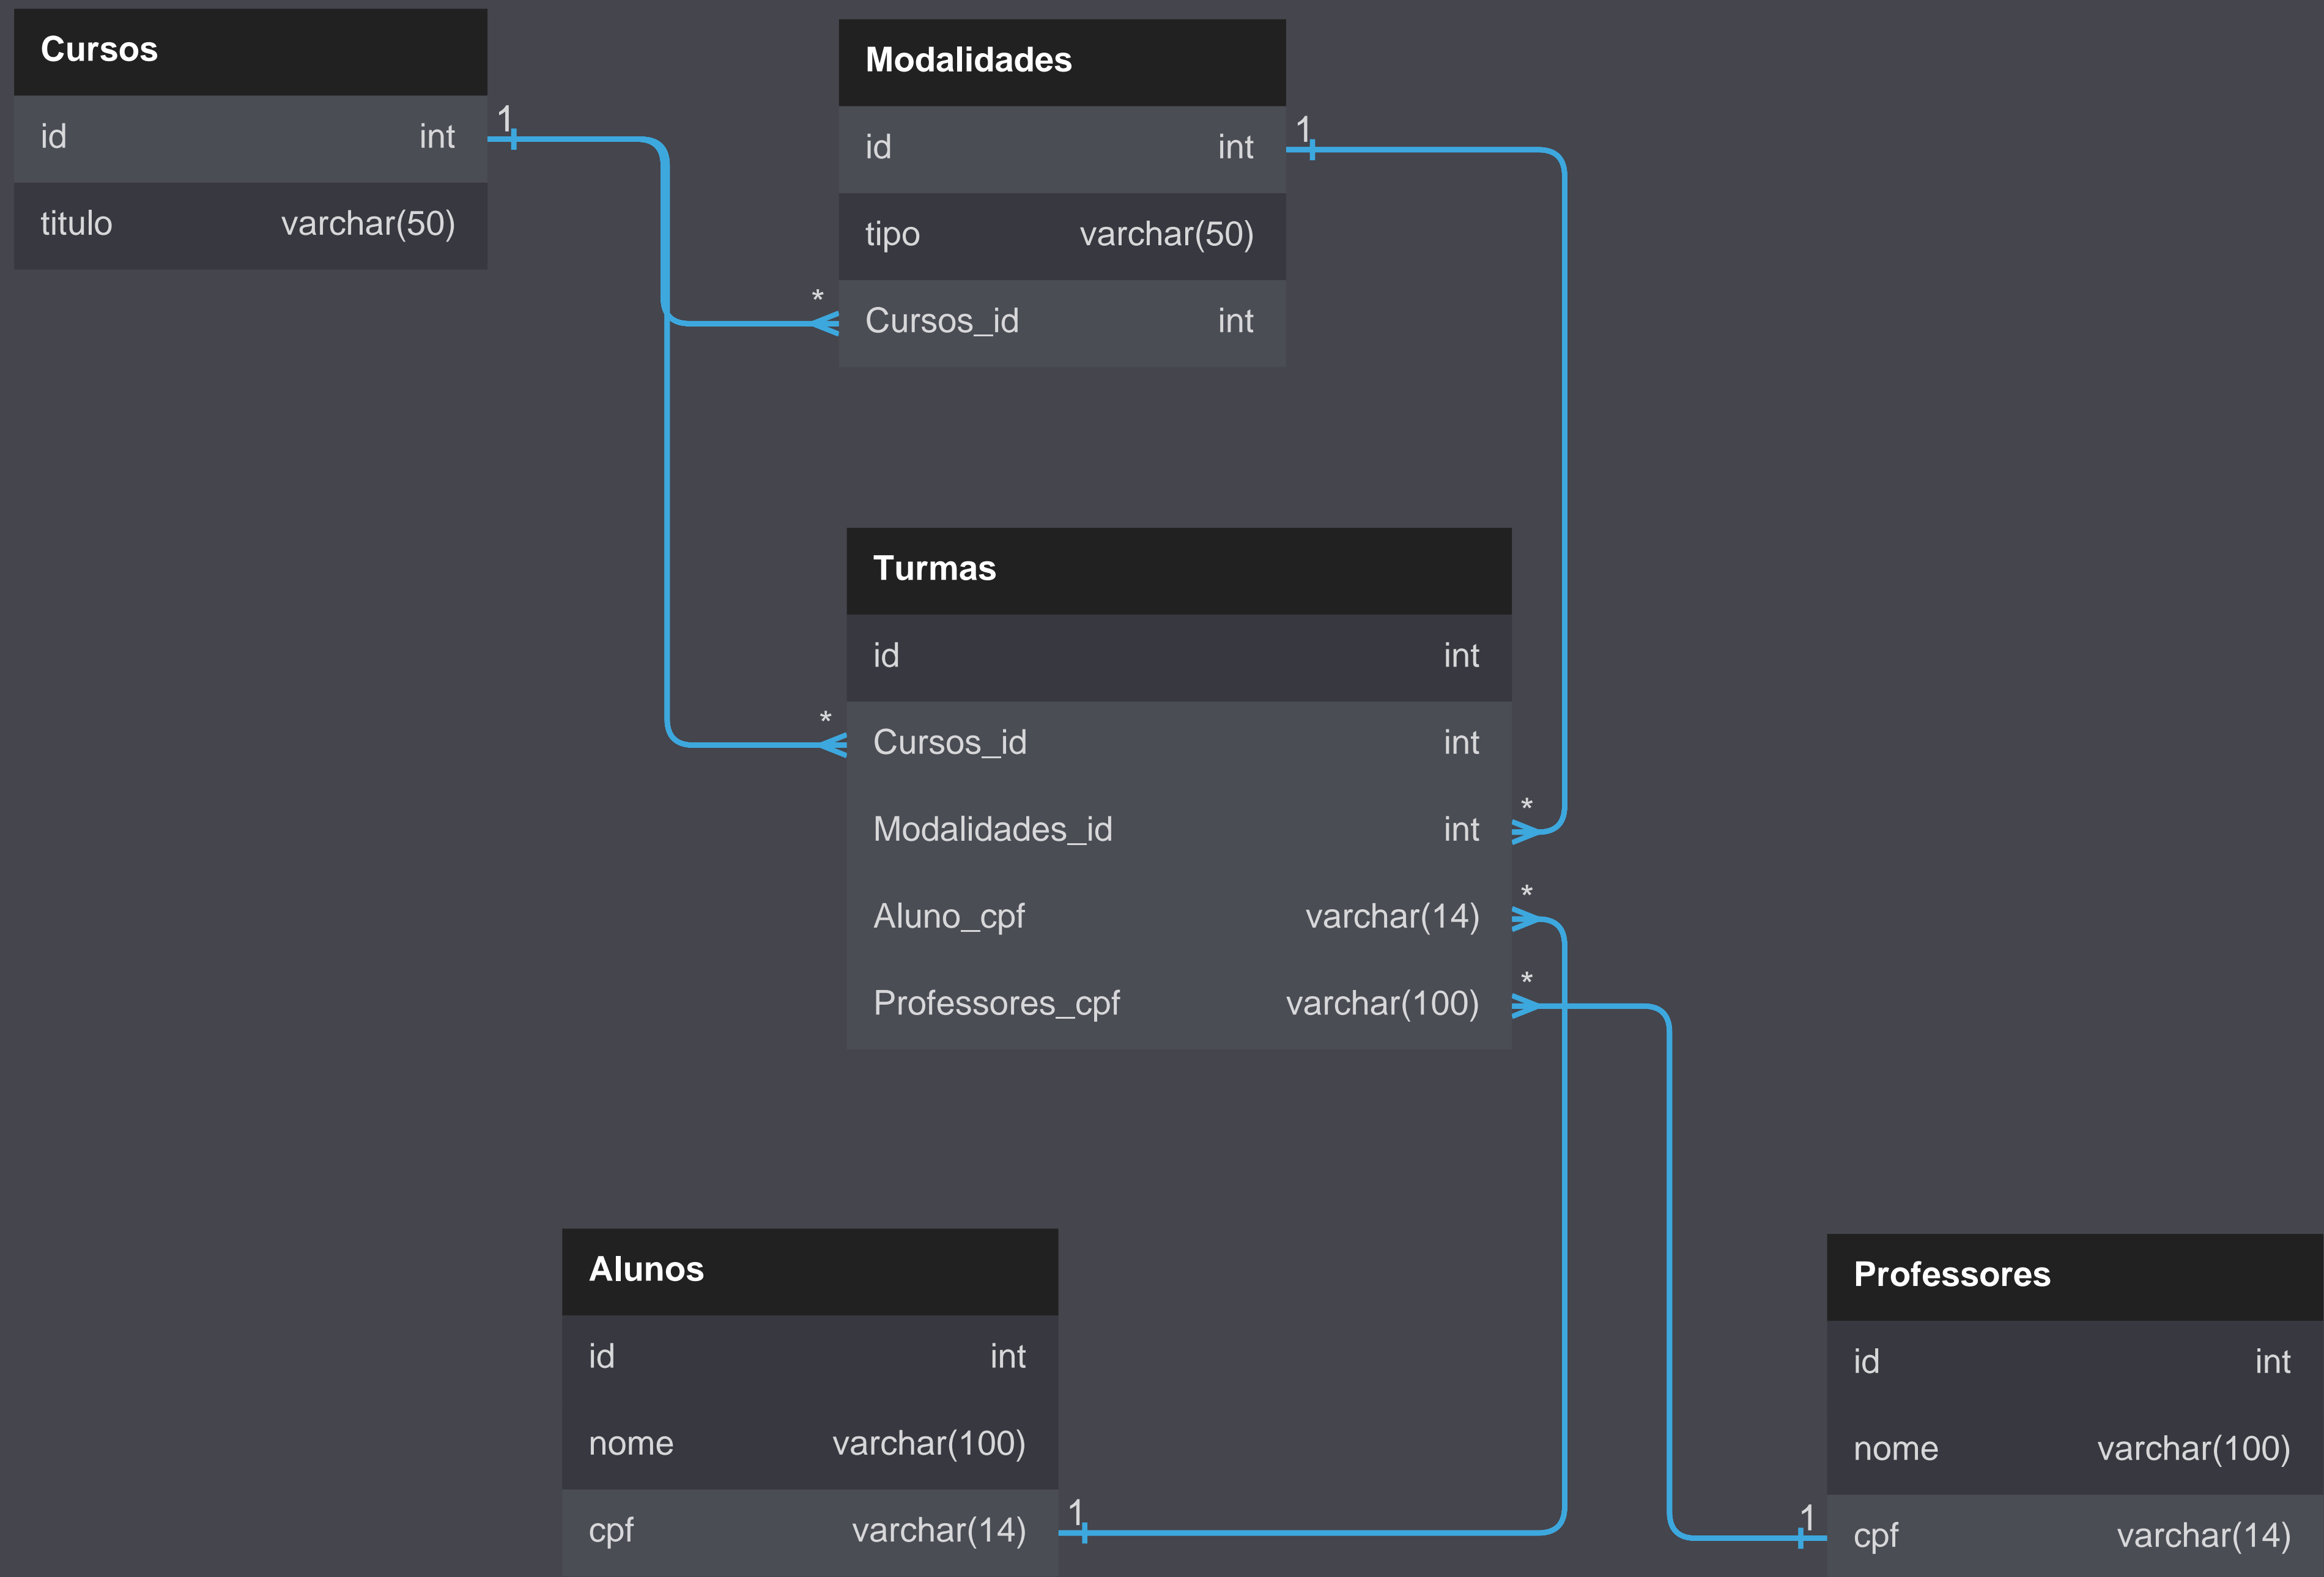 Cursos
id int
titulo varchar(50)
1
Modalidades
id int
tipo varchar(50)
Cursos_id int
1
*
Turmas
id int
Cursos_id int
Modalidades_id int
Aluno_cpf varchar(14)
Professores_cpf varchar(100)
*
*
*
*
Alunos
id int
nome varchar(100)
cpf varchar(14)
1
Professores
id int
nome varchar(100)
cpf varchar(14)
1